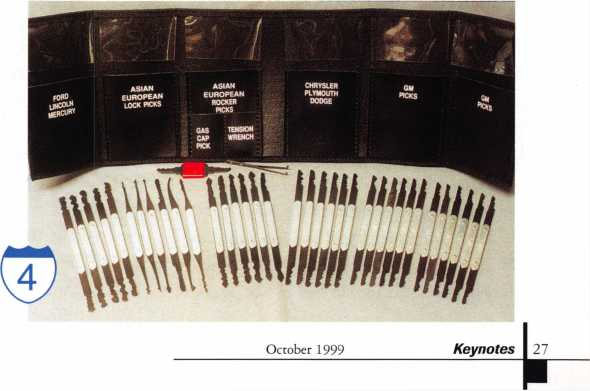 FORD
LINCOLN
MERCURY
ASIAN
EUROPEAN
LOCK PICKS
ASIAN
EUROPEAN
ROCKER
PICKS
GAS
CAP
PICK
TENSION
WRENCH
CHRYSLER
PLYMOUTH
DODGE
GM
PICKS
GM
PICKS
4
October 1999
Keynotes
27